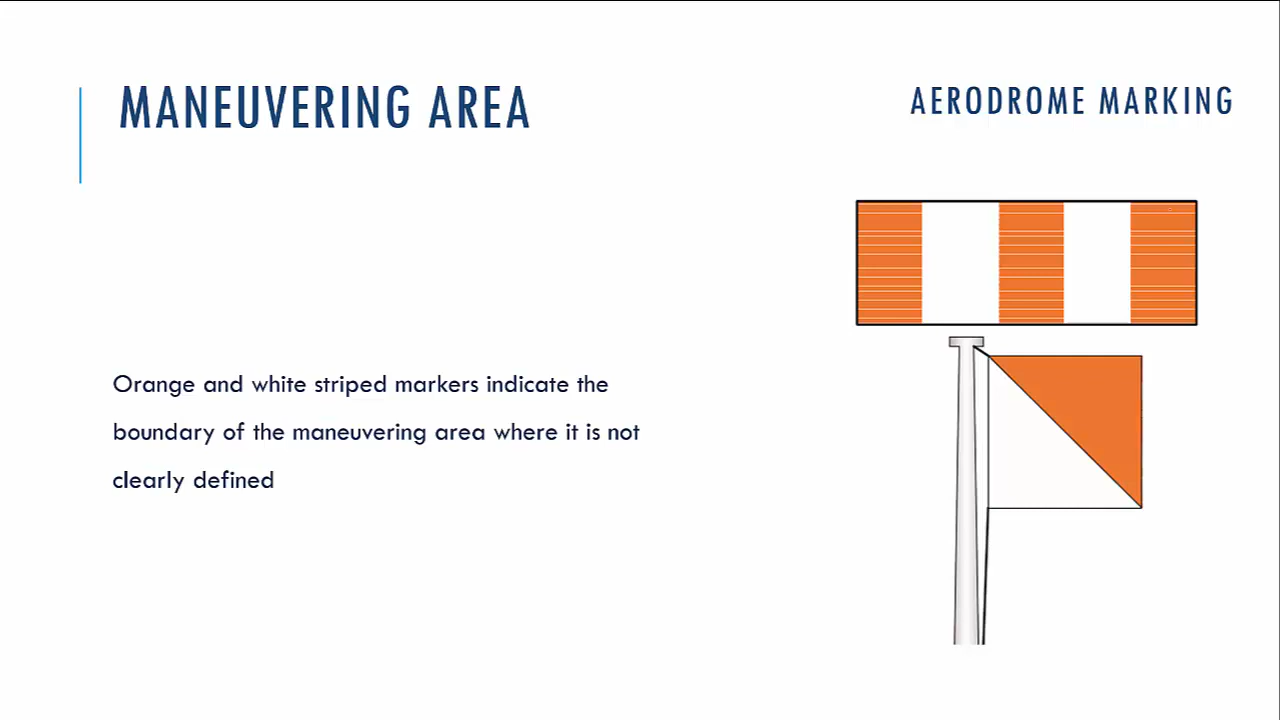 MANEUVERING AREA
AERODROME MARKING
Orange and white striped markers indicate the
boundary of the maneuvering area where it is not
clearly defined